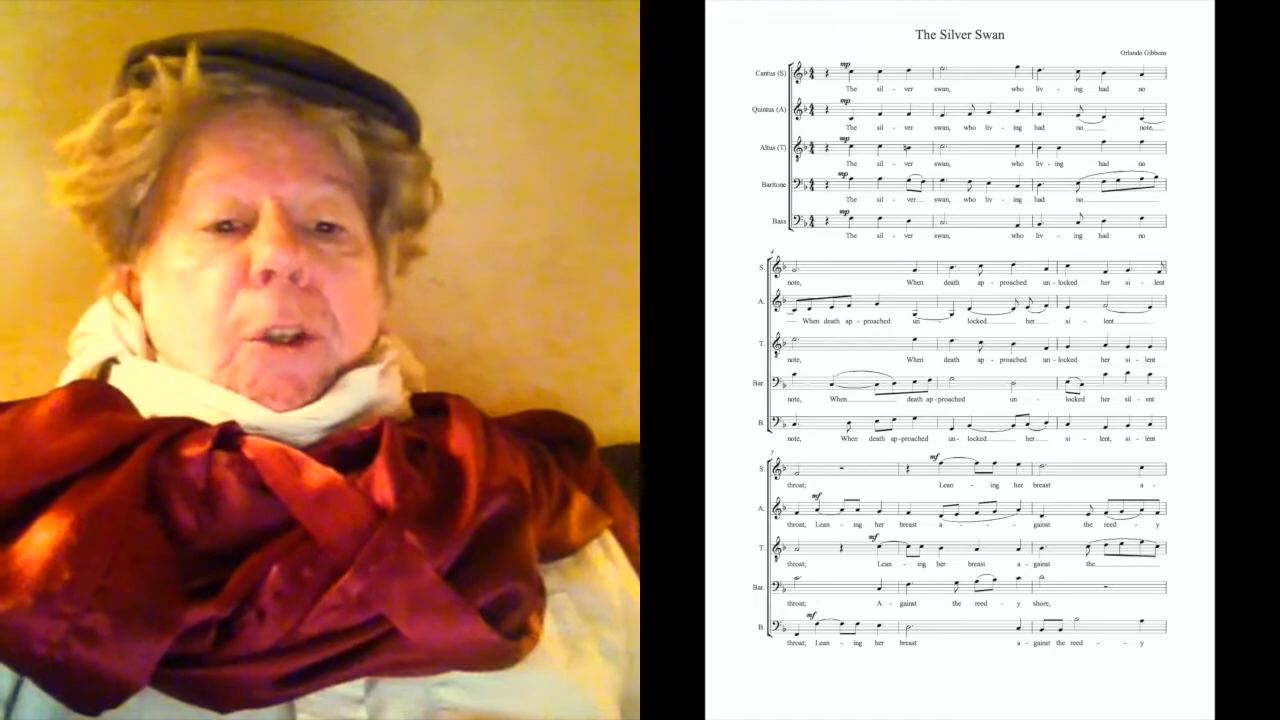 The Silver Swan
Orlando Gibbons
mp
Cantus (S)
The sil - ver swan, who liv - ing had no
mp
Quintus (A)
The sil - ver swan, who liv - ing had no note,
mp
Altus (T)
The sil - ver swan, who liv - ing had no
mp
Baritone
The sil - ver swan, who liv - ing had no
mp
Bass
The sil - ver swan, who liv - ing had no
4
S.
note, When death ap - proached un - locked her si - lent
A.
When death ap - proached un - locked her si - lent
T.
note, When death ap - proached un - locked her si - lent
Bar.
note, When death ap - proached un - locked her sil - ent
B.
note, When death ap - proached un - locked her si - lent, si - lent
7
mf
S.
throat; Lean - ing her breast a -
mf
A.
throat; Lean - ing her breast a - gainst the reed - y
mf
T.
throat; Lean - ing her breast a - gainst the
Bar.
throat; A - gainst the reed - y shore,
mf
B.
throat; Lean - ing her breast a - gainst the reed - y